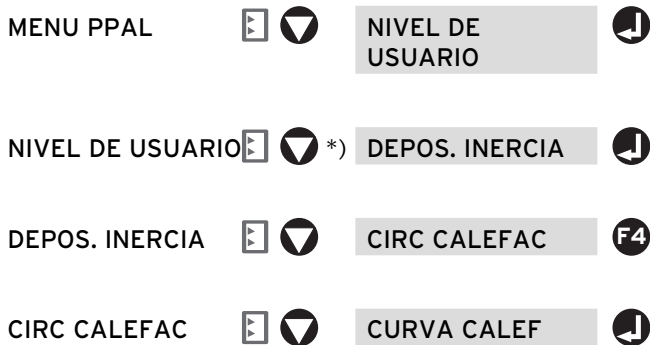 MENU PPAL NIVEL DE
USUARIO
NIVEL DE USUARIO *) DEPOS. INERCIA
DEPOS. INERCIA CIRC CALEFAC F4
CIRC CALEFAC CURVA CALEF